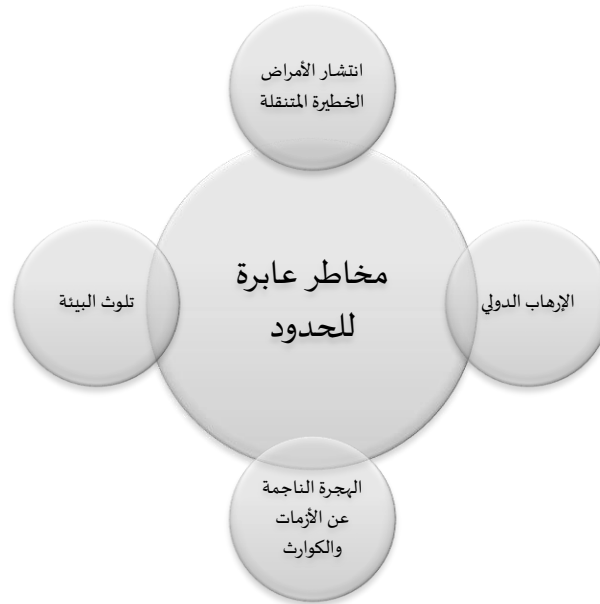 انتشار الأمراض
الخطيرة المتنقلة
مخاطر عابرة
للحدود
الإرهاب الدولي
تلوث البيئة
الهجرة الناجمة
عن الأزمات
والكوارث